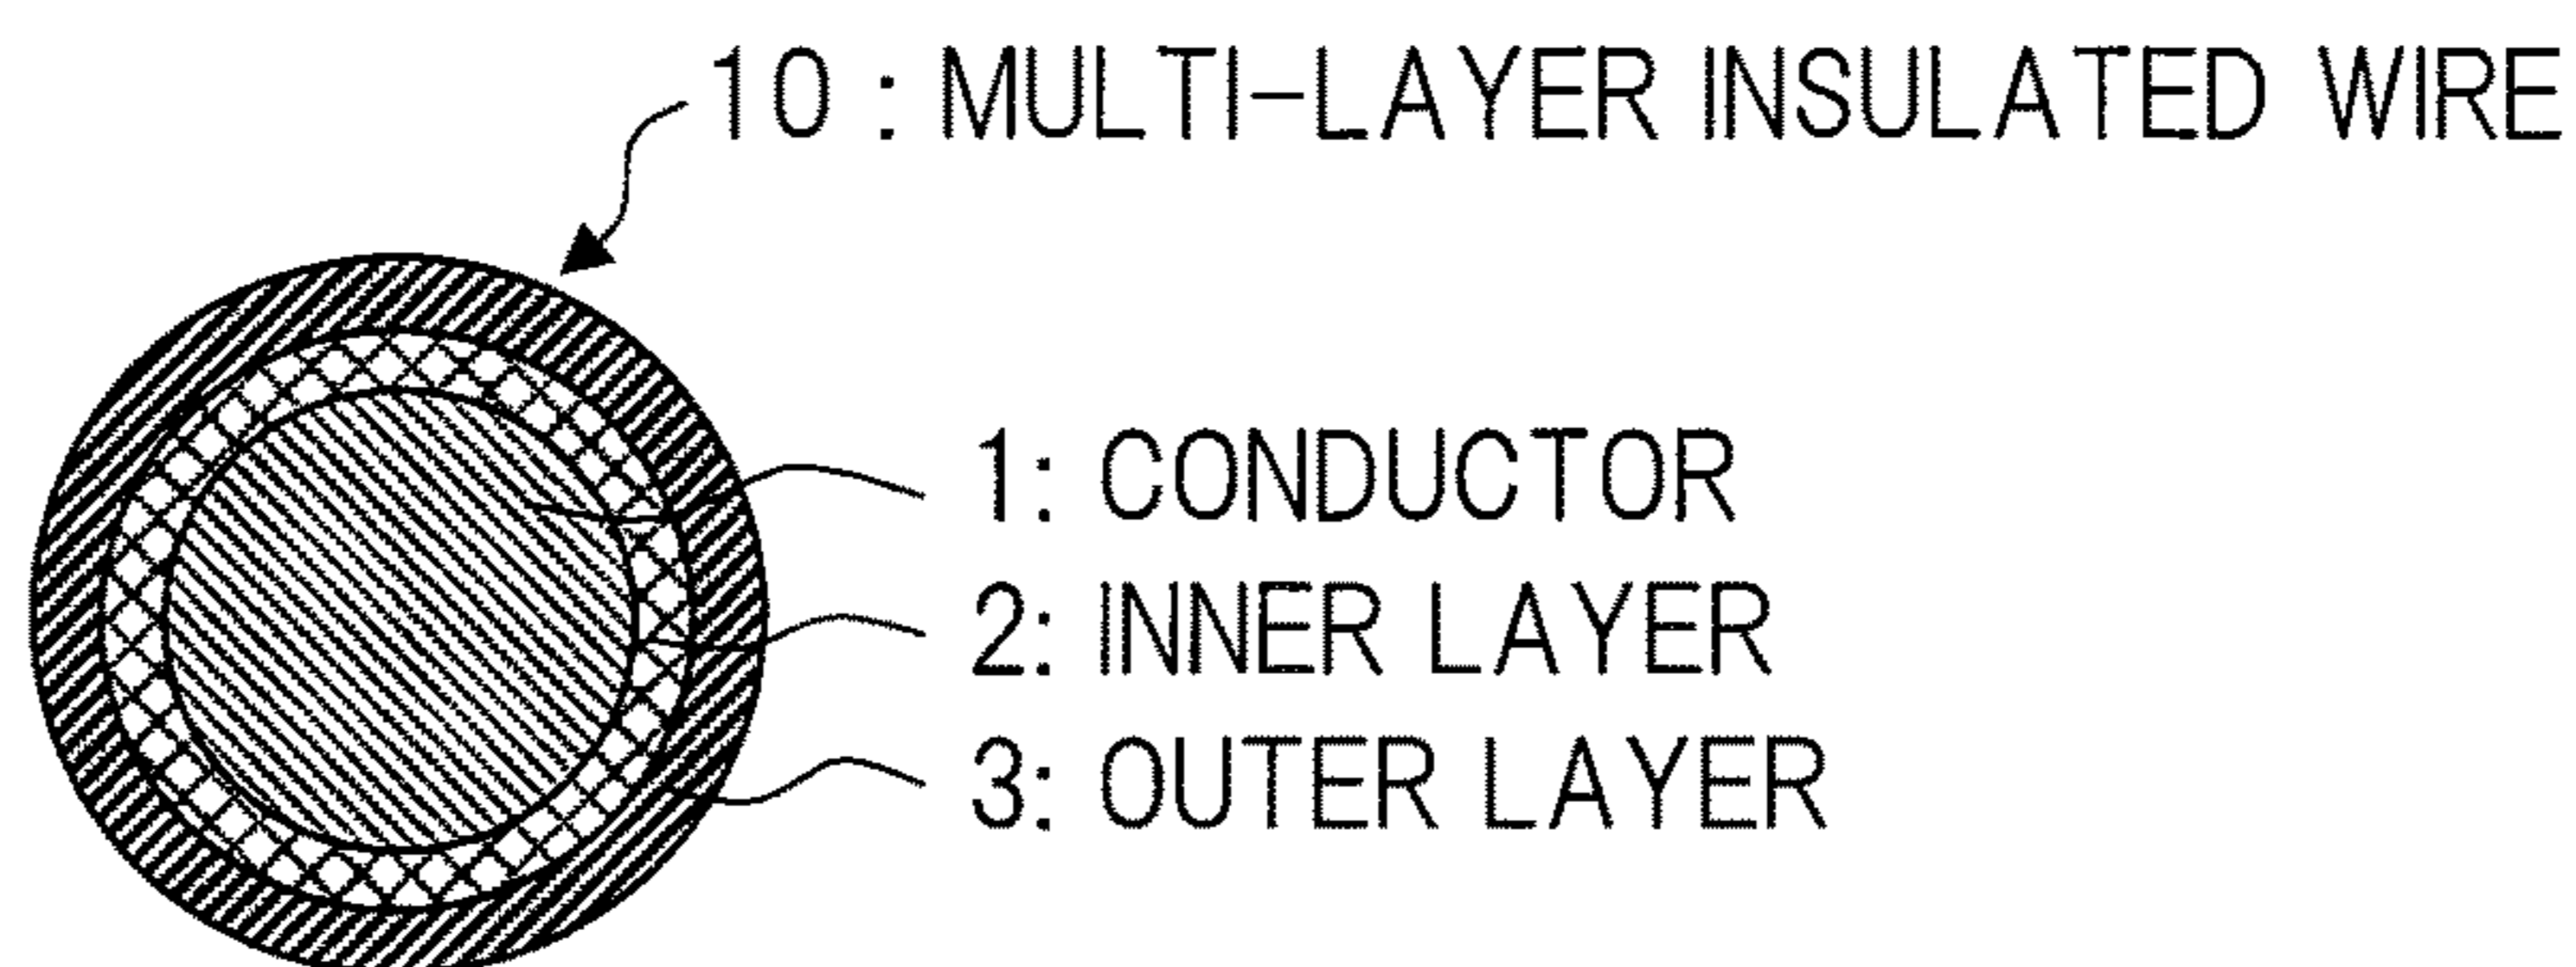 10 : MULTI-LAYER INSULATED WIRE
1: CONDUCTOR
2: INNER LAYER
3: OUTER LAYER